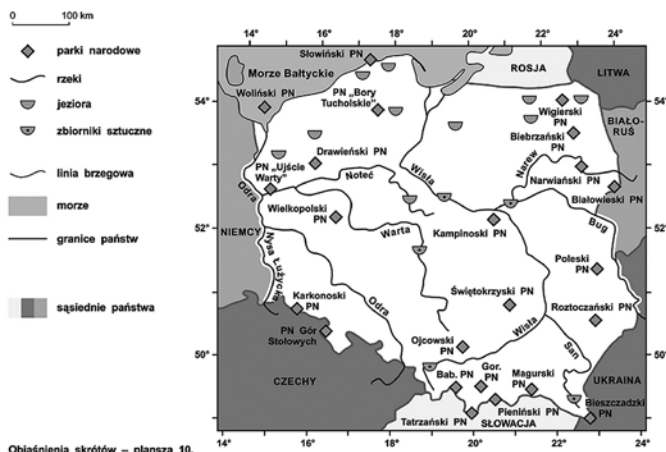 0 100 km
parki narodowe
rzeki
jeziora
zbiorniki sztuczne
linia brzegowa
morze
granice państw
sąsiednie państwa
Objaśnienia skrótów – plansza 10.
14° 16° 18° 20° 22° 24°
Słowiński PN
Morze Bałtyckie
ROSJA
LITWA
54°
54°
Woliński PN
PN „Bory
Tucholskie”
Wigierski
PN
Biebrzański
PN
BIAŁO-
RUŚ
Drawieński PN
PN „Ujście
Warty”
Noteć
Wisła
Narew
Narwiański PN
Białowieski PN
Odra
52°
52°
Wielkopolski
PN
Warta
Kampinoski PN
Bug
NIEMCY
Nysa Łużycka
Poleski
PN
Karkonoski
PN
Odra
Świętokrzyski
PN
Roztoczański
PN
PN Gór
Stołowych
Ojcowski
PN
Wisła
San
50°
50°
CZECHY
Bab. PN
Gor.
PN
Magurski
PN
UKRAINA
Bieszczadzki
PN
Tatrzański PN
Pieniński PN
SŁOWACJA
14° 16° 18° 20° 22° 24°